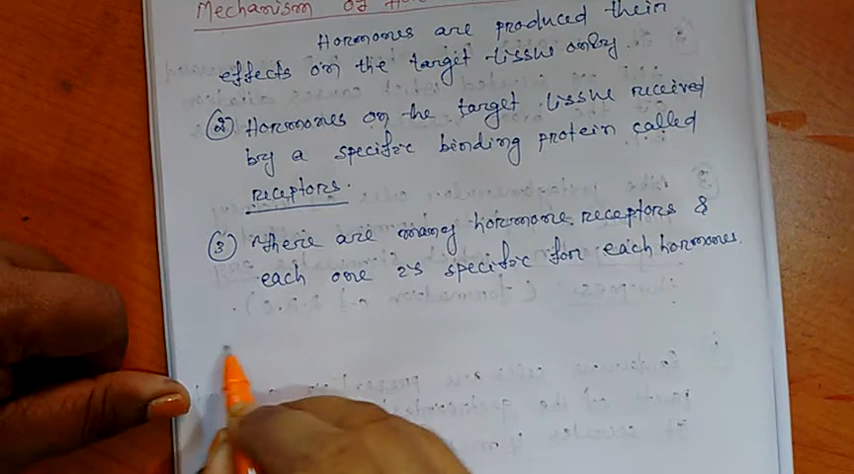 Mechanism of
Hormones are produced their
effects on the target tissue only.
② Hormones on the target tissue received
by a specific binding protein called
receptors.
③ There are many hormone receptors &
each one is specific for each hormones.